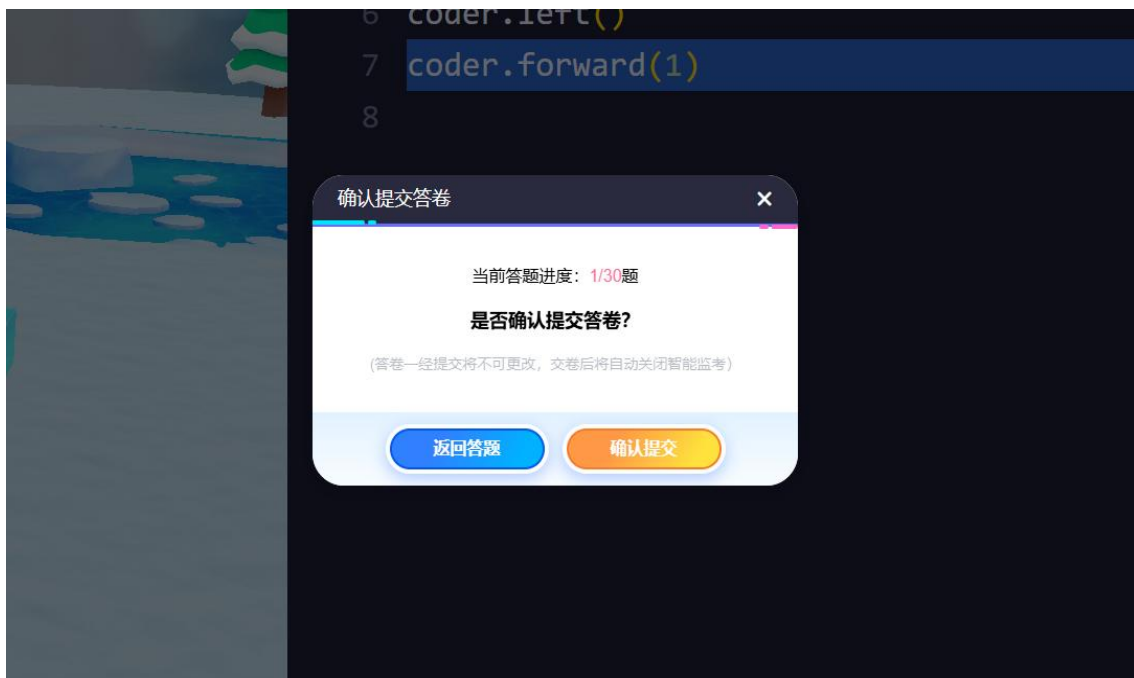 6 coder.left()
7 coder.forward(1)
8
确认提交答卷
当前答题进度：1/30题
是否确认提交答卷?
(答卷一经提交将不可更改，交卷后将自动关闭智能监考)
返回答题
确认提交